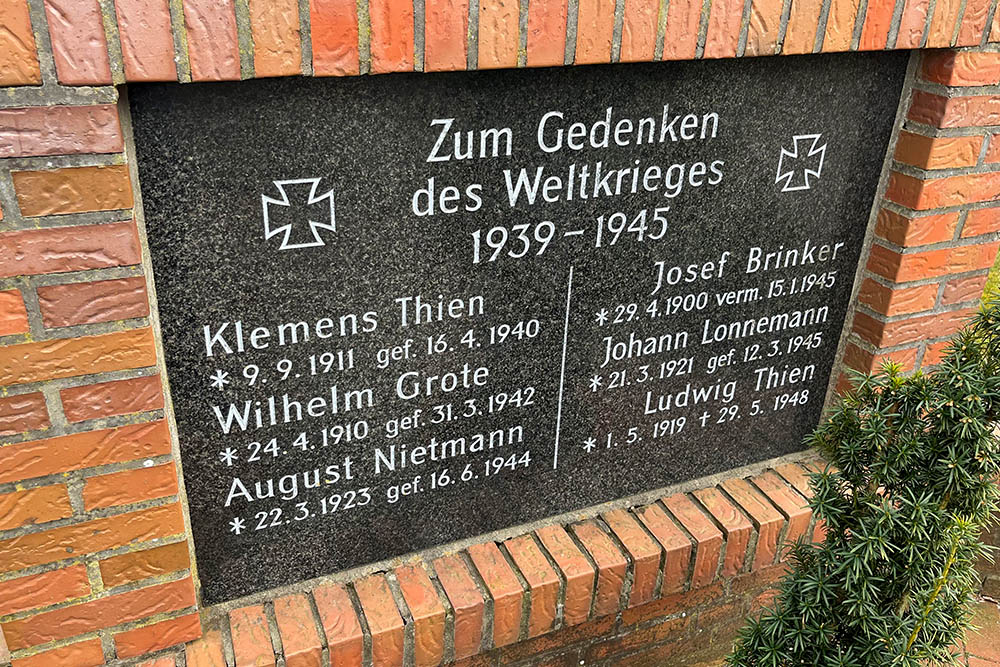 Zum Gedenken
des Weltkrieges
1939 – 1945
Klemens Thien
* 9. 9. 1911 gef. 16. 4. 1940
Wilhelm Grote
* 24. 4. 1910 gef. 31. 3. 1942
August Nietmann
* 22. 3. 1923 gef. 16. 6. 1944
Josef Brinker
* 29. 4. 1900 verm. 15. 1. 1945
Johann Lonnemann
* 21. 3. 1921 gef. 12. 3. 1945
Ludwig Thien
* 1. 5. 1919 + 29. 5. 1948